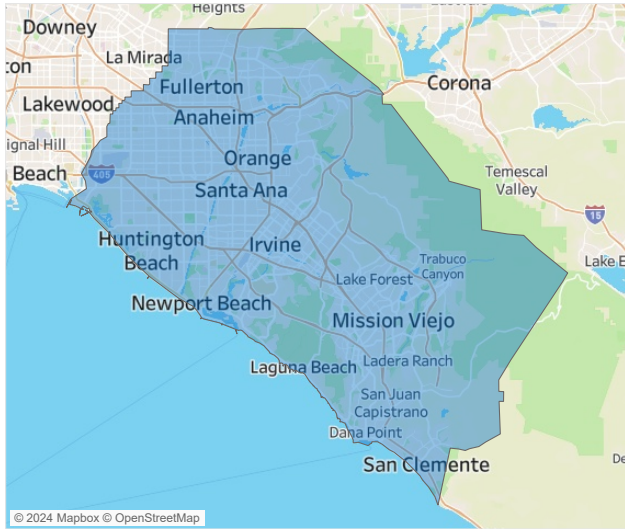 Heights
Downey
La Mirada
Corona
ton
Fullerton
Lakewood
Anaheim
ignal Hill
Orange
Beach
405
Temescal
Valley
Santa Ana
15
Huntington
Beach
Irvine
Trabuco
Canyon
Lake E
Lake Forest
Newport Beach
Mission Viejo
Laguna Beach
Ladera Ranch
San Juan
Capistrano
Dana Point
De
San Clemente
© 2024 Mapbox © OpenStreetMap